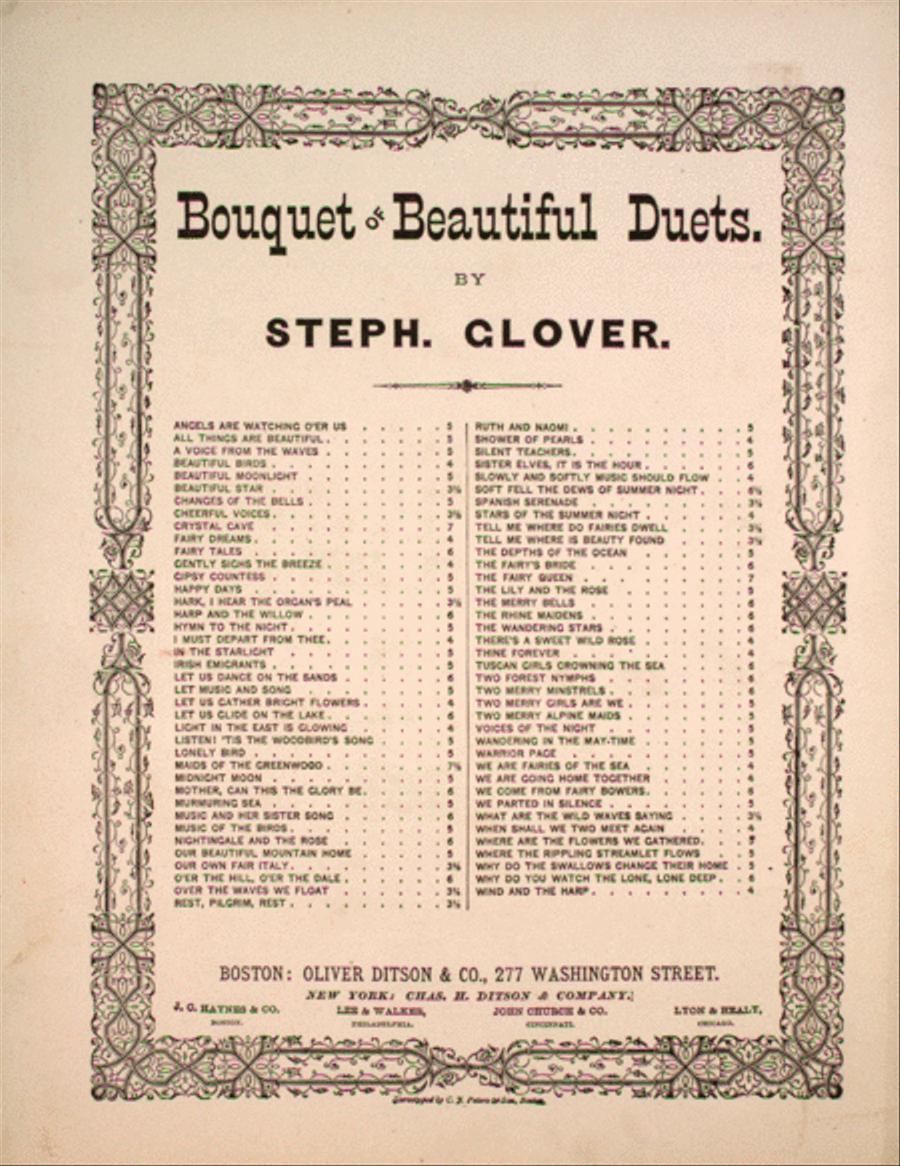 Bouquet OF Beautiful Duets.
BY
STEPH. GLOVER.
ANGELS ARE WATCHING O'ER US . . . . . 5
ALL THINGS ARE BEAUTIFUL . . . . . 5
A VOICE FROM THE WAVES . . . . . 5
BEAUTIFUL BIRDS . . . . . 4
BEAUTIFUL MOONLIGHT . . . . . 5
BEAUTIFUL STAR . . . . . 3½
CHANGES OF THE BELLS . . . . . 5
CHEERFUL VOICES . . . . . 3½
CRYSTAL CAVE . . . . . 7
FAIRY DREAMS . . . . . 4
FAIRY TALES . . . . . 6
GENTLY SIGHS THE BREEZE . . . . . 4
GIPSY COUNTESS . . . . . 5
HAPPY DAYS . . . . . 5
HARK, I HEAR THE ORGAN'S PEAL . . . . . 3½
HARP AND THE WILLOW . . . . . 6
HYMN TO THE NIGHT . . . . . 5
I MUST DEPART FROM THEE . . . . . 4
IN THE STARLIGHT . . . . . 5
IRISH EMIGRANTS . . . . . 5
LET US DANCE ON THE SANDS . . . . . 6
LET MUSIC AND SONG . . . . . 5
LET US GATHER BRIGHT FLOWERS . . . . . 4
LET US GLIDE ON THE LAKE . . . . . 6
LIGHT IN THE EAST IS GLOWING . . . . . 4
LISTEN! 'TIS THE WOODBIRD'S SONG . . . . . 5
LONELY BIRD . . . . . 5
MAIDS OF THE GREENWOOD . . . . . 7½
MIDNIGHT MOON . . . . . 5
MOTHER, CAN THIS THE GLORY BE . . . . . 6
MURMURING SEA . . . . . 5
MUSIC AND HER SISTER SONG . . . . . 6
MUSIC OF THE BIRDS . . . . . 5
NIGHTINGALE AND THE ROSE . . . . . 6
OUR BEAUTIFUL MOUNTAIN HOME . . . . . 5
OUR OWN FAIR ITALY . . . . . 3½
O'ER THE HILL, O'ER THE DALE . . . . . 6
OVER THE WAVES WE FLOAT . . . . . 3½
REST, PILGRIM, REST . . . . . 3½
RUTH AND NAOMI . . . . . 5
SHOWER OF PEARLS . . . . . 4
SILENT TEACHERS . . . . . 5
SISTER ELVES, IT IS THE HOUR . . . . . 6
SLOWLY AND SOFTLY MUSIC SHOULD FLOW . . 4
SOFT FELL THE DEWS OF SUMMER NIGHT . . . . 6½
SPANISH SERENADE . . . . . 3½
STARS OF THE SUMMER NIGHT . . . . . 4
TELL ME WHERE DO FAIRIES DWELL . . . . . 3½
TELL ME WHERE IS BEAUTY FOUND . . . . . 3½
THE DEPTHS OF THE OCEAN . . . . . 5
THE FAIRY'S BRIDE . . . . . 6
THE FAIRY QUEEN . . . . . 7
THE LILY AND THE ROSE . . . . . 5
THE MERRY BELLS . . . . . 6
THE RHINE MAIDENS . . . . . 6
THE WANDERING STARS . . . . . 6
THERE'S A SWEET WILD ROSE . . . . . 4
THINE FOREVER . . . . . 4
TUSCAN GIRLS CROWNING THE SEA . . . . . 6
TWO FOREST NYMPHS . . . . . 6
TWO MERRY MINSTRELS . . . . . 6
TWO MERRY GIRLS ARE WE . . . . . 5
TWO MERRY ALPINE MAIDS . . . . . 5
VOICES OF THE NIGHT . . . . . 5
WANDERING IN THE MAY-TIME . . . . . 5
WARRIOR PAGE . . . . . 5
WE ARE FAIRIES OF THE SEA . . . . . 4
WE ARE GOING HOME TOGETHER . . . . . 4
WE COME FROM FAIRY BOWERS . . . . . 6
WE PARTED IN SILENCE . . . . . 5
WHAT ARE THE WILD WAVES SAYING . . . . . 3½
WHEN SHALL WE TWO MEET AGAIN . . . . . 4
WHERE ARE THE FLOWERS WE GATHERED . . . .
WHERE THE RIPPLING STREAMLET FLOWS . . . 5
WHY DO THE SWALLOWS CHANGE THEIR HOME . . 5
WHY DO YOU WATCH THE LONE, LONE DEEP . . . 6
WIND AND THE HARP . . . . . 4
BOSTON: OLIVER DITSON & CO., 277 WASHINGTON STREET.
NEW YORK: CHAS. H. DITSON & COMPANY.
J. C. HAYNES & CO. LEE & WALKER, JOHN CHURCH & CO. LYON & HEALY,
BOSTON. PHILADELPHIA. CINCINNATI. CHICAGO.